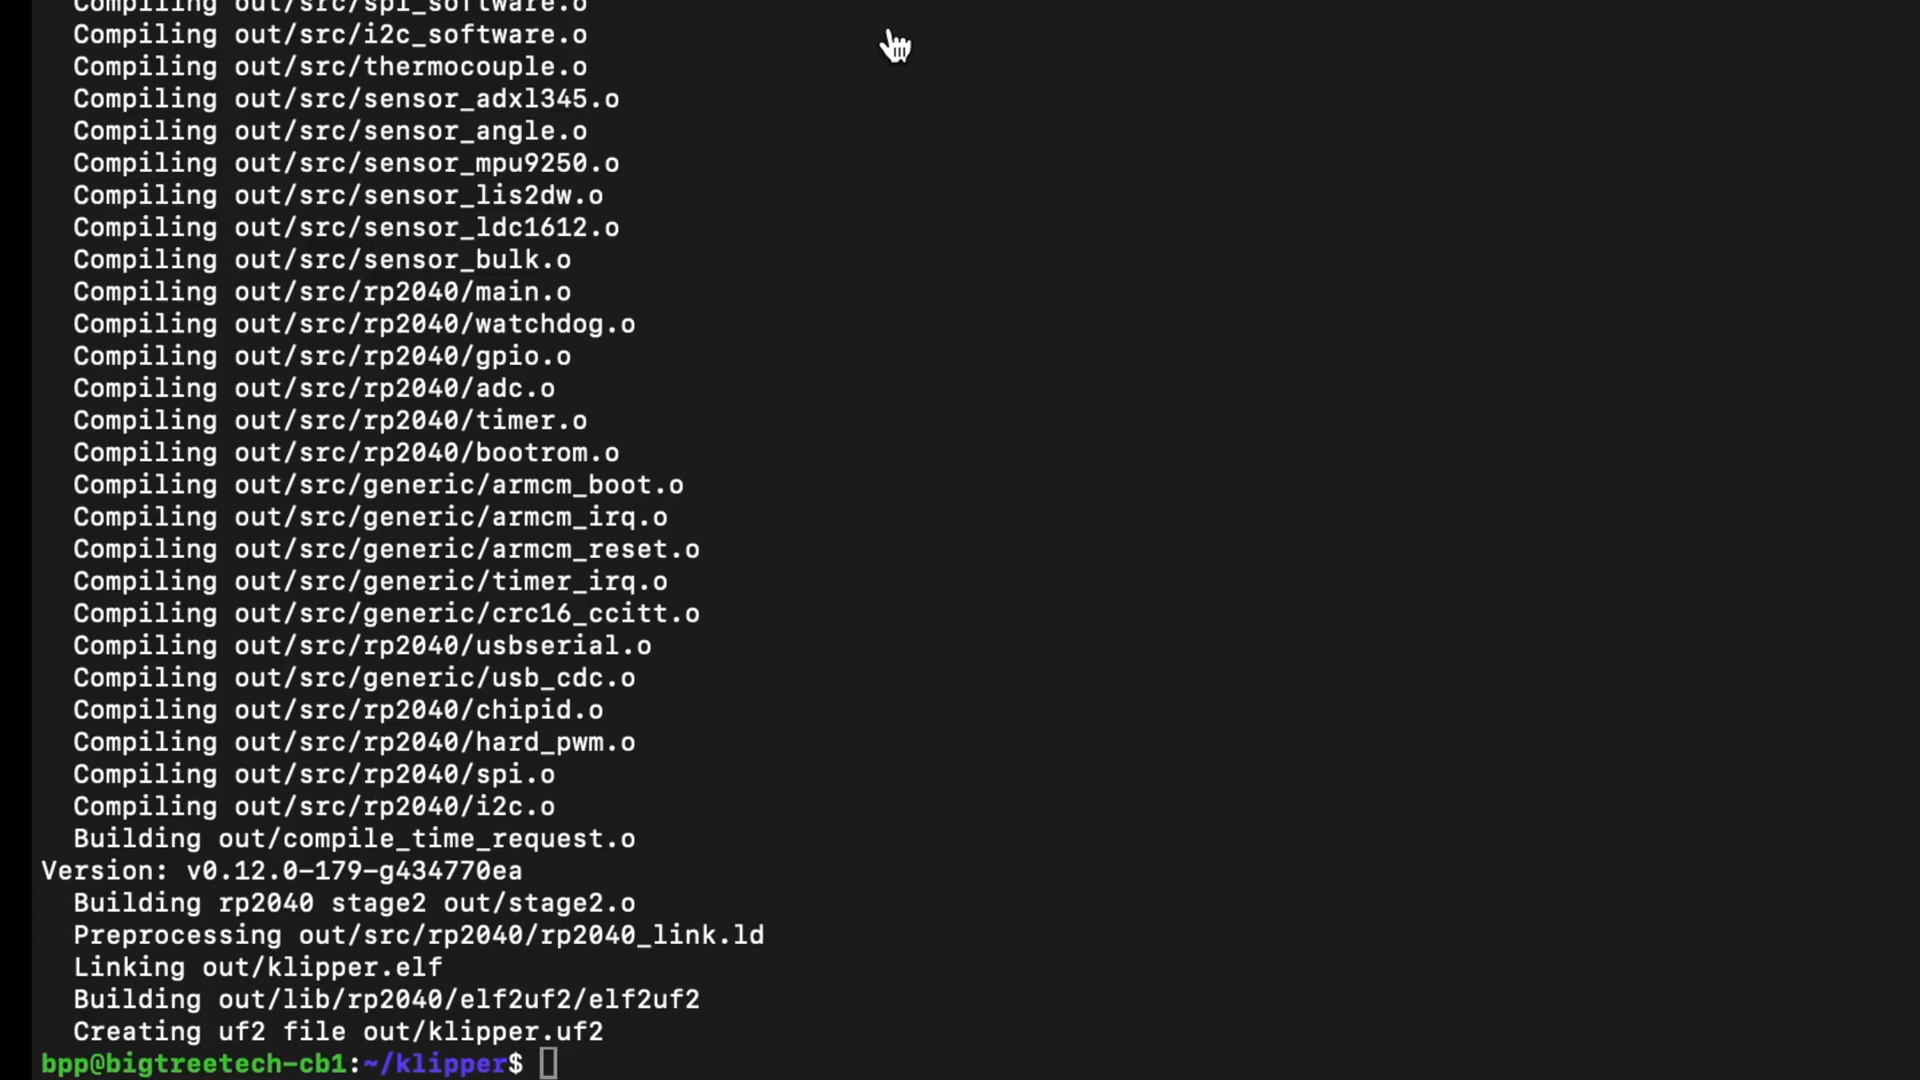 Compiling out/src/spi_software.o
Compiling out/src/i2c_software.o
Compiling out/src/thermocouple.o
Compiling out/src/sensor_adxl345.o
Compiling out/src/sensor_angle.o
Compiling out/src/sensor_mpu9250.o
Compiling out/src/sensor_lis2dw.o
Compiling out/src/sensor_ldc1612.o
Compiling out/src/sensor_bulk.o
Compiling out/src/rp2040/main.o
Compiling out/src/rp2040/watchdog.o
Compiling out/src/rp2040/gpio.o
Compiling out/src/rp2040/adc.o
Compiling out/src/rp2040/timer.o
Compiling out/src/rp2040/bootrom.o
Compiling out/src/generic/armcm_boot.o
Compiling out/src/generic/armcm_irq.o
Compiling out/src/generic/armcm_reset.o
Compiling out/src/generic/timer_irq.o
Compiling out/src/generic/crc16_ccitt.o
Compiling out/src/rp2040/usbserial.o
Compiling out/src/generic/usb_cdc.o
Compiling out/src/rp2040/chipid.o
Compiling out/src/rp2040/hard_pwm.o
Compiling out/src/rp2040/spi.o
Compiling out/src/rp2040/i2c.o
Building out/compile_time_request.o
Version: v0.12.0-179-g434770ea
Building rp2040 stage2 out/stage2.o
Preprocessing out/src/rp2040/rp2040_link.ld
Linking out/klipper.elf
Building out/lib/rp2040/elf2uf2/elf2uf2
Creating uf2 file out/klipper.uf2
bpp@bigtreetech-cb1:~/klipper$